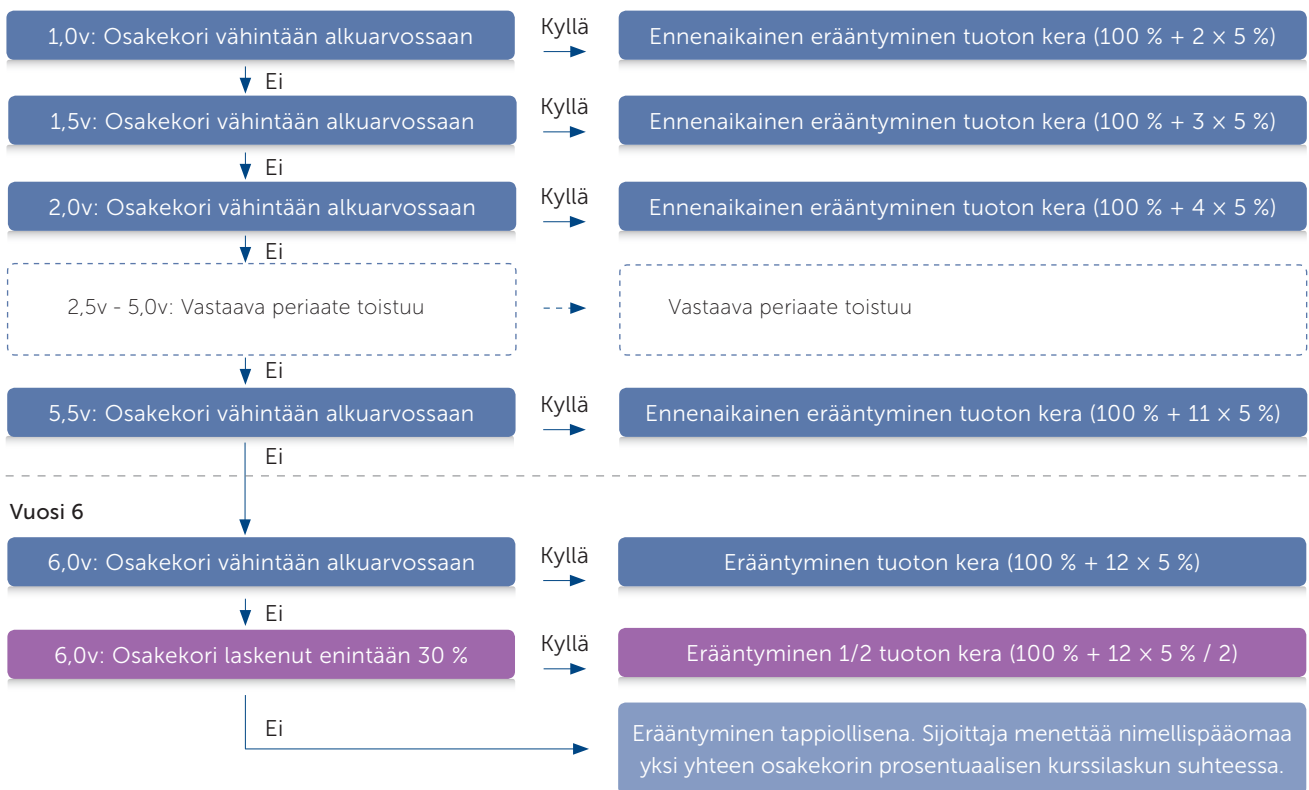 1,0v: Osakekori vähintään alkuarvossaan
Kyllä
Ennenaikainen erääntyminen tuoton kera (100 % + 2 × 5 %)
Ei
1,5v: Osakekori vähintään alkuarvossaan
Kyllä
Ennenaikainen erääntyminen tuoton kera (100 % + 3 × 5 %)
Ei
2,0v: Osakekori vähintään alkuarvossaan
Kyllä
Ennenaikainen erääntyminen tuoton kera (100 % + 4 × 5 %)
Ei
2,5v - 5,0v: Vastaava periaate toistuu
Vastaava periaate toistuu
Ei
5,5v: Osakekori vähintään alkuarvossaan
Kyllä
Ennenaikainen erääntyminen tuoton kera (100 % + 11 × 5 %)
Ei
Vuosi 6
6,0v: Osakekori vähintään alkuarvossaan
Kyllä
Erääntyminen tuoton kera (100 % + 12 × 5 %)
Ei
6,0v: Osakekori laskenut enintään 30 %
Kyllä
Erääntyminen 1/2 tuoton kera (100 % + 12 × 5 % / 2)
Ei
Erääntyminen tappiollisena. Sijoittaja menettää nimellispääomaa
yksi yhteen osakekorin prosentuaalisen kurssilaskun suhteessa.